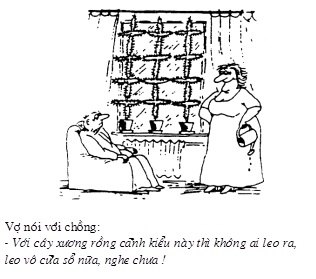 Vợ nói với chồng:
- Với cây xương rồng cảnh kiểu này thì không ai leo ra,
leo vô cửa sổ nữa, nghe chưa !